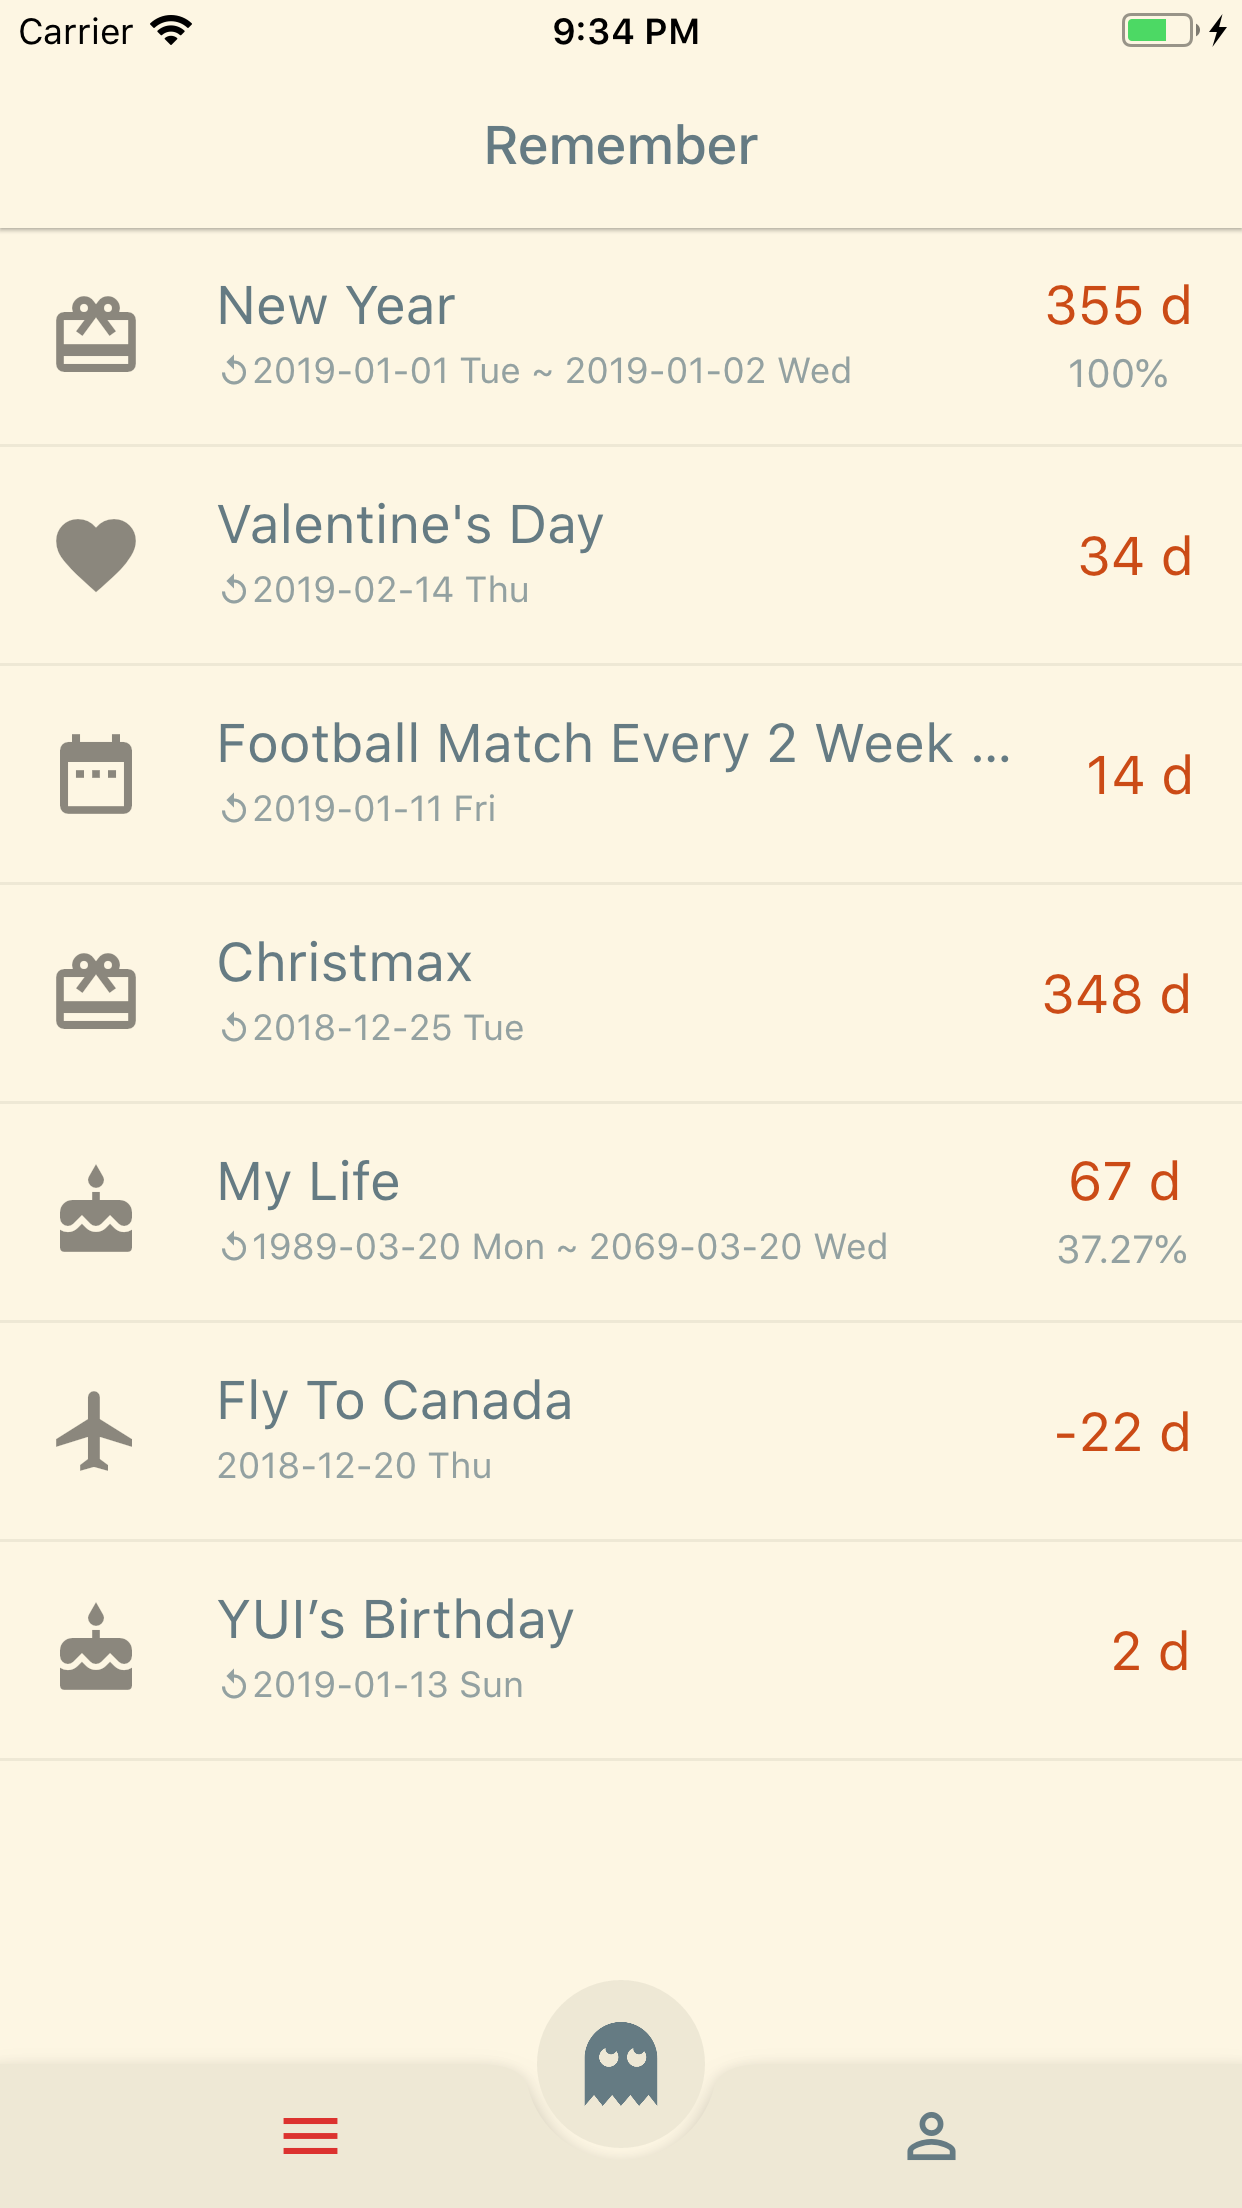 Carrier 9:34 PM
Remember
New Year 355 d
2019-01-01 Tue ~ 2019-01-02 Wed 100%
Valentine's Day
34 d
2019-02-14 Thu
Football Match Every 2 Week ...
14 d
2019-01-11 Fri
Christmax
348 d
2018-12-25 Tue
My Life 67 d
1989-03-20 Mon ~ 2069-03-20 Wed 37.27%
Fly To Canada
-22 d
2018-12-20 Thu
YUI’s Birthday
2 d
2019-01-13 Sun